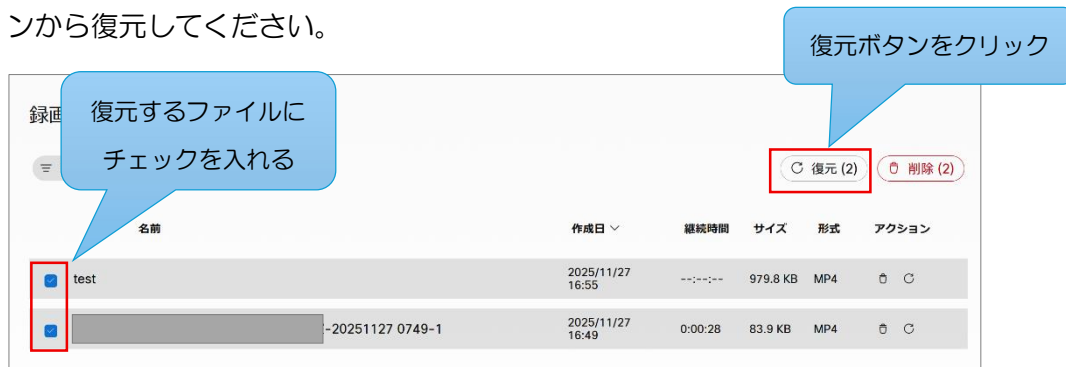 ンから復元してください。
復元ボタンをクリック
復元するファイルに
チェックを入れる
録画
復元 (2)
削除 (2)
名前 作成日 継続時間 サイズ 形式 アクション
test 2025/11/27 16:55 --:--:-- 979.8 KB MP4
-20251127 0749-1 2025/11/27 16:49 0:00:28 83.9 KB MP4